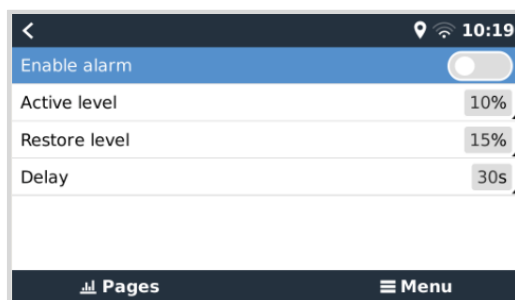 10:19
Enable alarm
Active level 10%
Restore level 15%
Delay 30s
Pages Menu